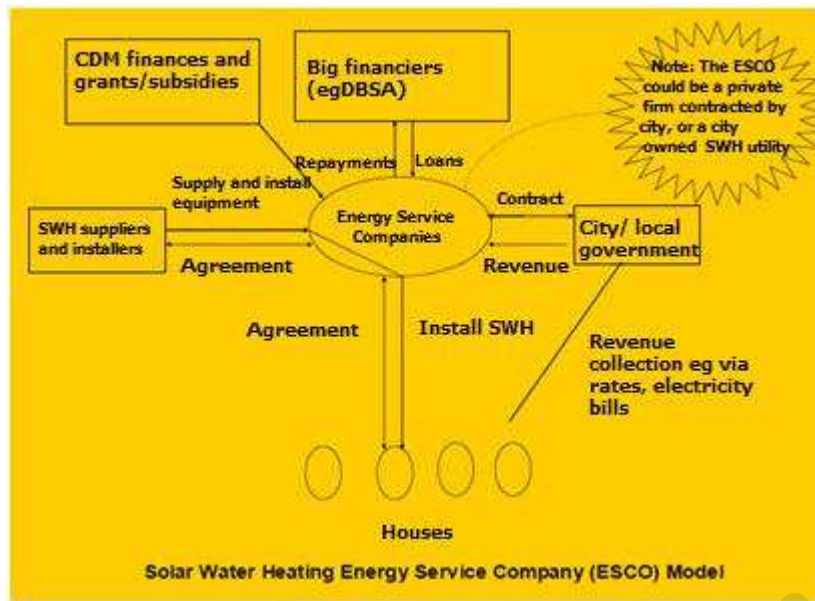 CDM finances and
grants/subsidies
Big financiers
(egDBSA)
Note: The ESCO
could be a private
firm contracted by
city, or a city
owned SWH utility
Repayments
Loans
Supply and install
equipment
SWH suppliers
and installers
Energy Service
Companies
Contract
City/ local
government
Agreement
Revenue
Agreement
Install SWH
Revenue
collection eg via
rates, electricity
bills
Houses
Solar Water Heating Energy Service Company (ESCO) Model